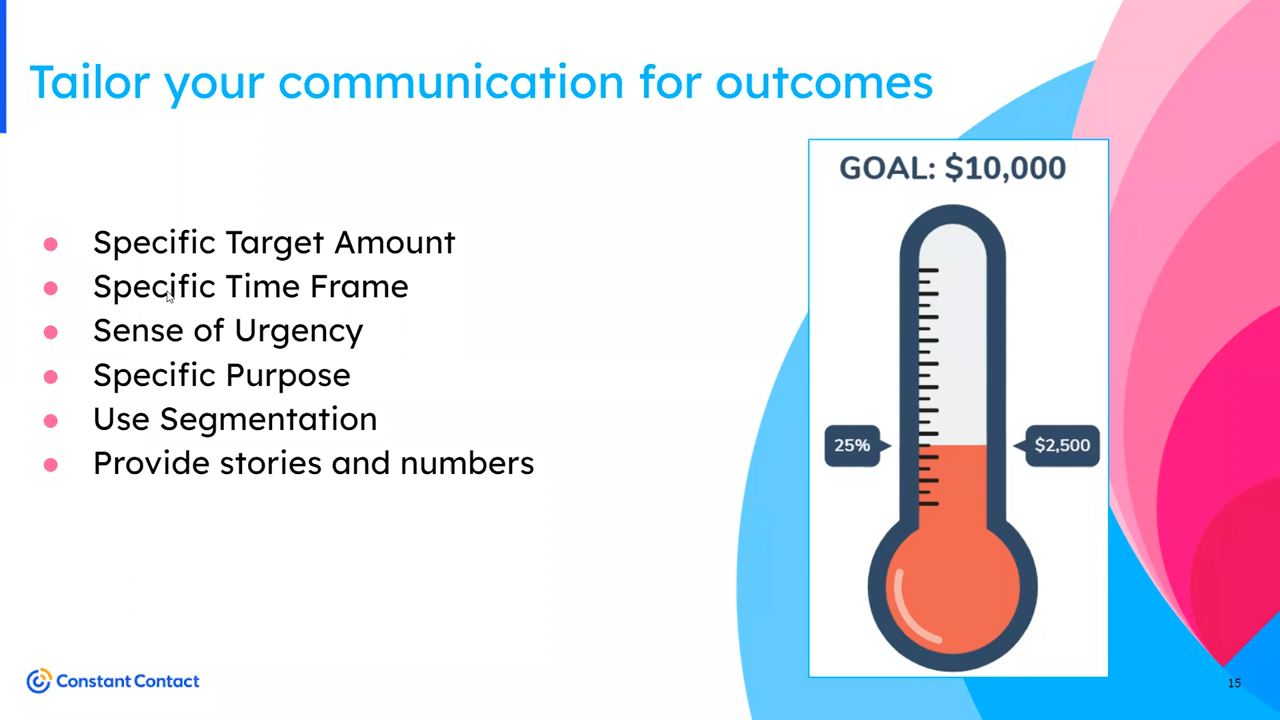 Tailor your communication for outcomes
GOAL: $10,000
Specific Target Amount
Specific Time Frame
Sense of Urgency
Specific Purpose
Use Segmentation
Provide stories and numbers
25%
$2,500
Constant Contact
15